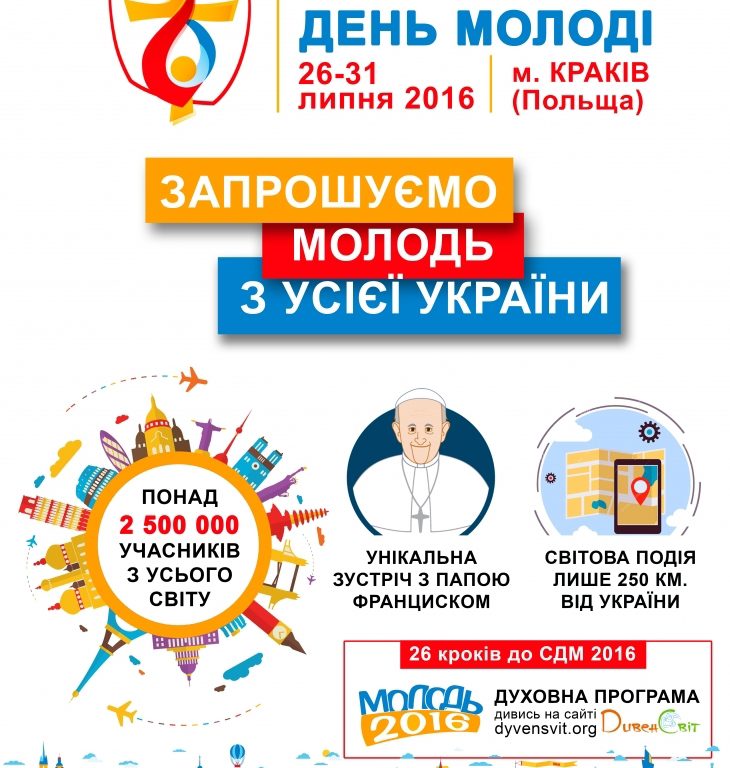 ДЕНЬ МОЛОДІ
26-31
липня 2016
м. КРАКІВ
(Польща)
ЗАПРОШУЄМО
МОЛОДЬ
З УСІЄЇ УКРАЇНИ
ПОНАД
2 500 000
УЧАСНИКІВ
З УСЬОГО
СВІТУ
УНІКАЛЬНА
ЗУСТРІЧ З ПАПОЮ
ФРАНЦИСКОМ
СВІТОВА ПОДІЯ
ЛИШЕ 250 КМ.
ВІД УКРАЇНИ
26 кроків до СДМ 2016
МОЛОДЬ
2016
ДУХОВНА ПРОГРАМА
дивись на сайті
dyvensvit.org ДивенСвіт